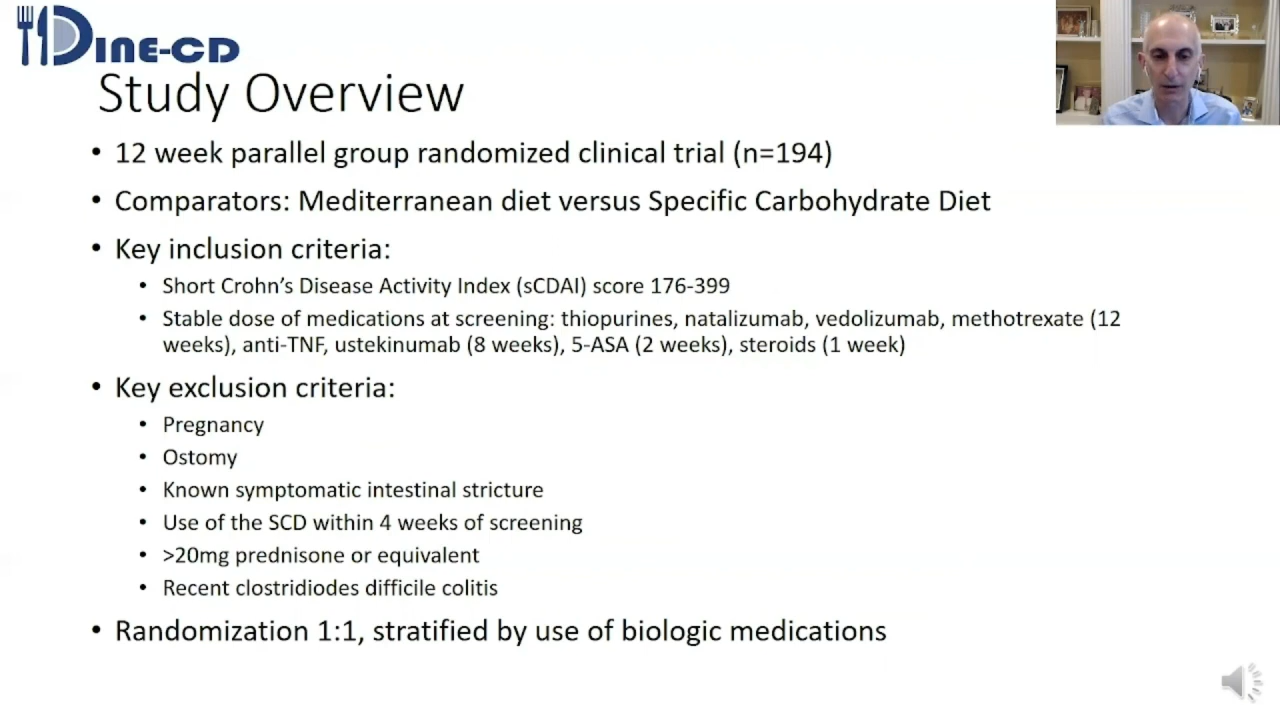 DINE-CD
Study Overview
• 12 week parallel group randomized clinical trial (n=194)
• Comparators: Mediterranean diet versus Specific Carbohydrate Diet
• Key inclusion criteria:
• Short Crohn's Disease Activity Index (sCDAI) score 176-399
• Stable dose of medications at screening: thiopurines, natalizumab, vedolizumab, methotrexate (12
weeks), anti-TNF, ustekinumab (8 weeks), 5-ASA (2 weeks), steroids (1 week)
• Key exclusion criteria:
• Pregnancy
• Ostomy
• Known symptomatic intestinal stricture
• Use of the SCD within 4 weeks of screening
• >20mg prednisone or equivalent
• Recent clostridiodes difficile colitis
• Randomization 1:1, stratified by use of biologic medications